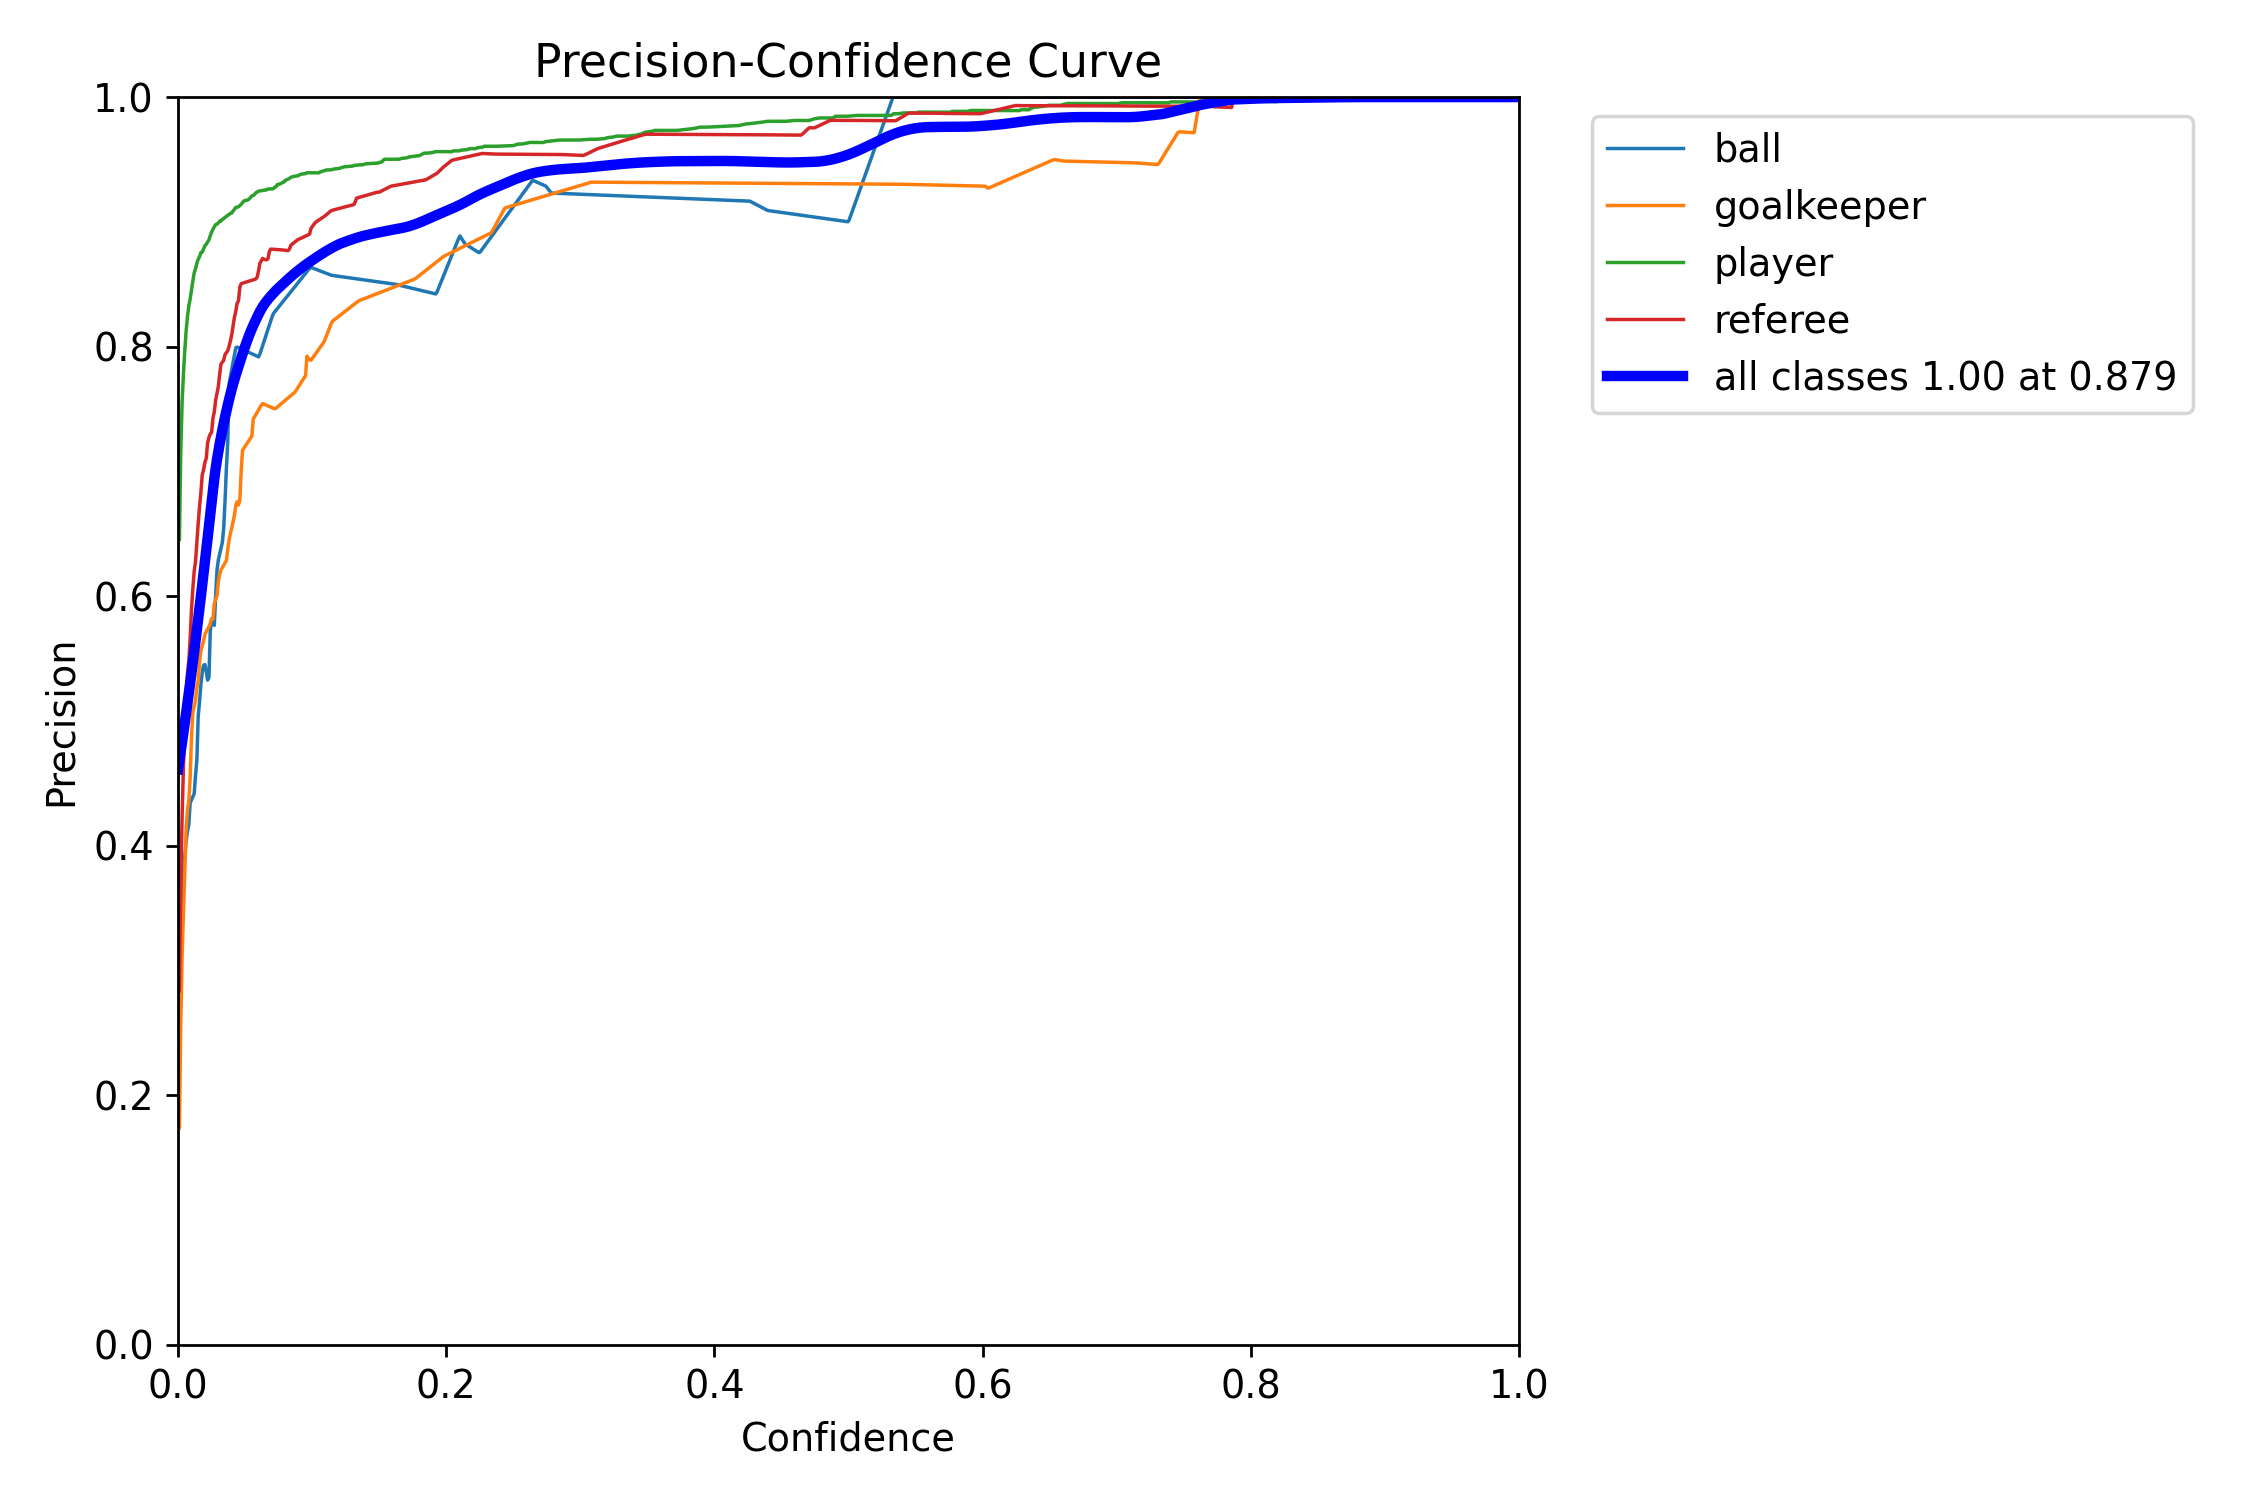 Precision-Confidence Curve
1.0
0.8
0.6
0.4
0.2
0.0
Precision
0.0 0.2 0.4 0.6 0.8 1.0
Confidence
ball
goalkeeper
player
referee
all classes 1.00 at 0.879